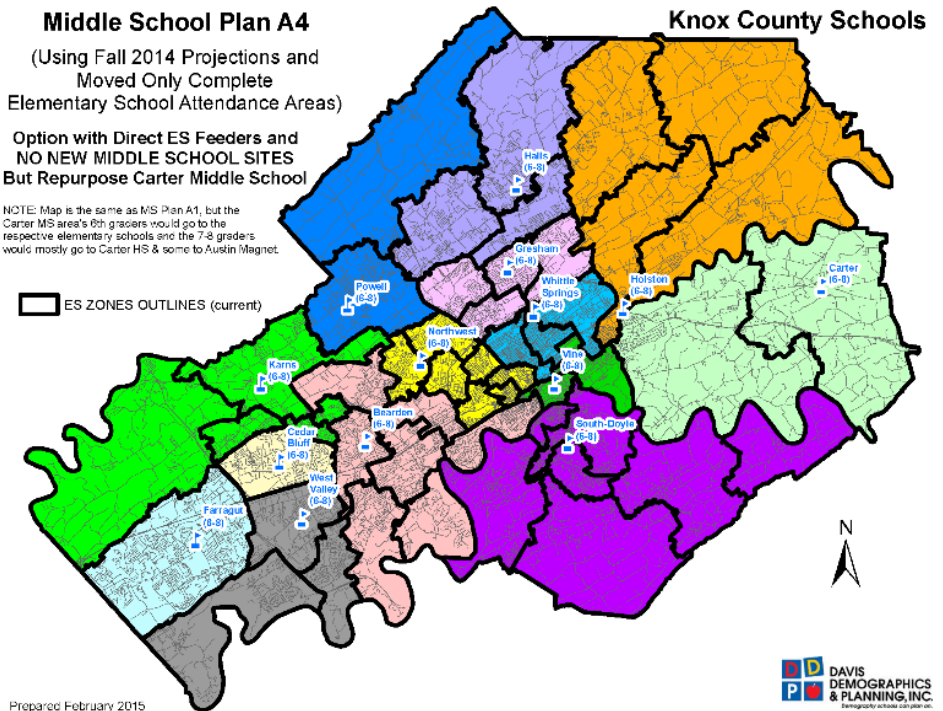 Middle School Plan A4
Knox County Schools
(Using Fall 2014 Projections and
Moved Only Complete
Elementary School Attendance Areas)
Option with Direct ES Feeders and
NO NEW MIDDLE SCHOOL SITES
But Repurpose Carter Middle School
NOTE: Map is the same as MS Plan A1, but the
Carter MS area's 6th graders would go to the
respective elementary schools and the 7-8 graders
would mostly go to Carter HS & some to Austin Magnet.
ES ZONES OUTLINES (current)
Halls
(6-8)
Gresham
(6-8)
Whittle
Springs
(6-8)
Holston
(6-8)
Carter
(6-8)
Powell
(6-8)
Northwest
(6-8)
Vine
(6-8)
Karns
(6-8)
Bearden
(6-8)
South-Doyle
(6-8)
Cedar
Bluff
(6-8)
West
Valley
(6-8)
Farragut
(6-8)
N
DDP
DAVIS
DEMOGRAPHICS
& PLANNING, INC.
Demography schools can plan on.
Prepared February 2015